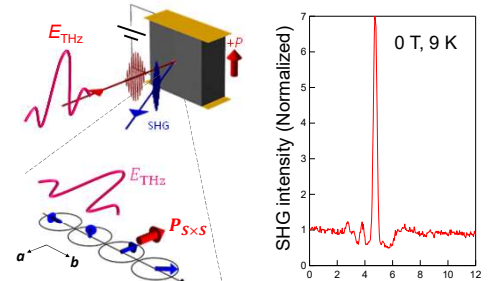 E_THz
+P
SHG
E_THz
P_S×S
a
b
SHG intensity (Normalized)
0 T, 9 K
7
6
5
4
3
2
1
0
0 2 4 6 8 10 12